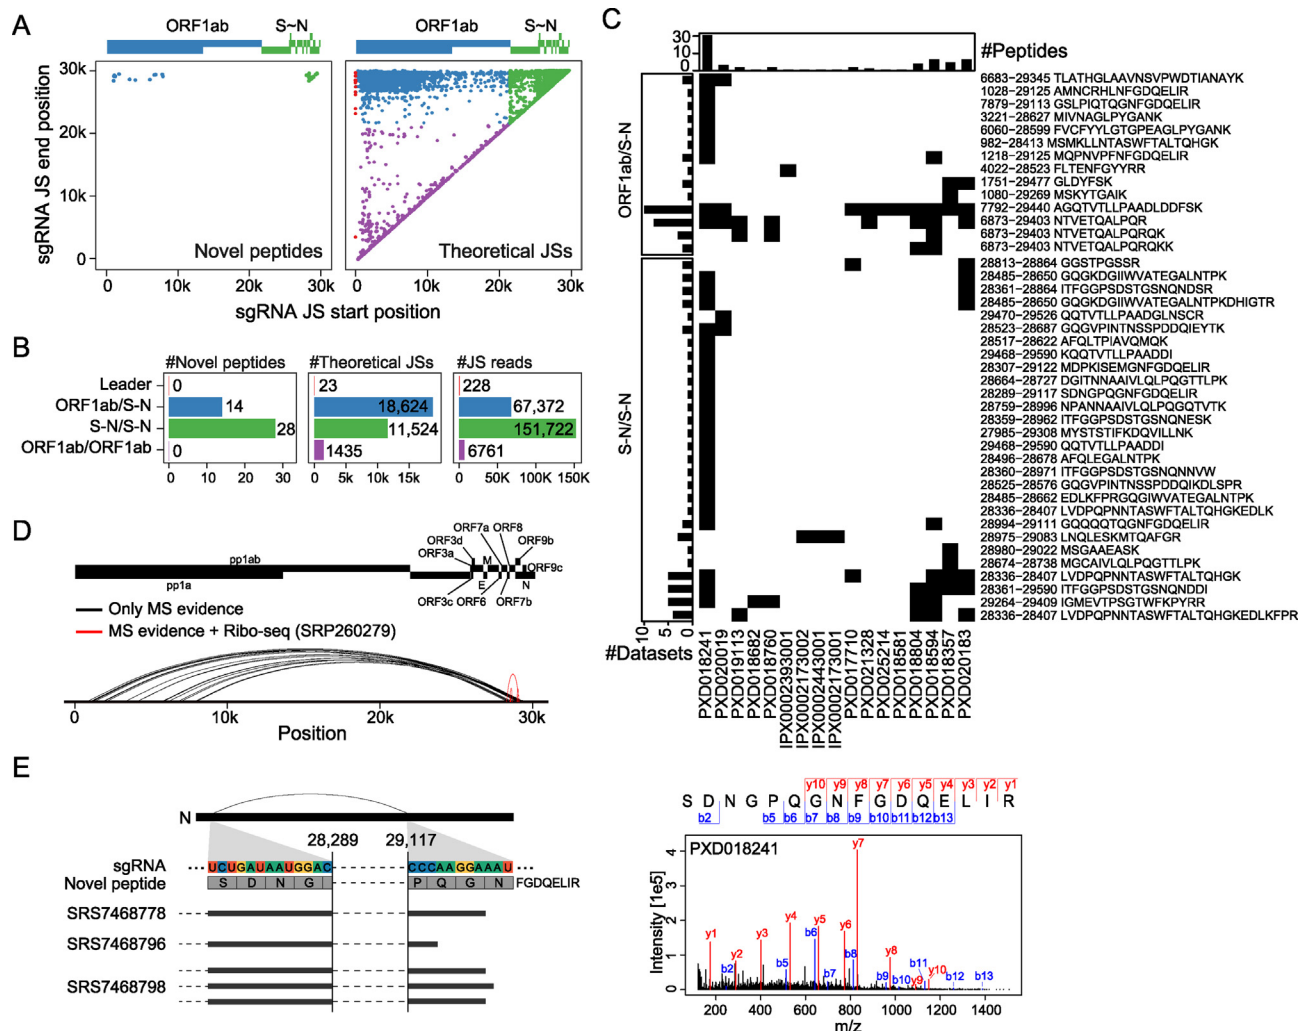 A
ORF1ab
S~N
ORF1ab
S~N
sgRNA JS end position
30k
20k
10k
0
Novel peptides
Theoretical JSs
0
10k
20k
30k
0
10k
20k
30k
sgRNA JS start position
B
#Novel peptides
#Theoretical JSs
#JS reads
Leader
0
23
228
ORF1ab/S-N
14
18,624
67,372
S-N/S-N
28
11,524
151,722
ORF1ab/ORF1ab
0
1435
6761
0
10
20
30
0
5k
10k
15k
0
50K
100K
150K
C
30
10
0
#Peptides
ORF1ab/S-N
6683–29345 TLATHGLAAVNSVPWDTIANAYK
1028–29125 AMNCRHLNFGDQELIR
7879–29113 GSLPIQTQGNFGDQELIR
3221–28627 MIVNAGLPYGANK
6060–28599 FVCFYYLGTGPEAGLPYGANK
982–28413 MSMKLLNTASWFTALTQHGK
1218–29125 MQPNVPFNFGDQELIR
4022–28523 FLTENFGYYRR
1751–29477 GLDYFSK
1080–29269 MSKYTGAIK
7792–29440 AGQTVTLLPAADLDDFSK
6873–29403 NTVETQALPQR
6873–29403 NTVETQALPQRQK
6873–29403 NTVETQALPQRQKK
S-N/S-N
28813–28864 GGSTPGSSR
28485–28650 GQGKDGIIWVATEGALNTPK
28361–28864 ITFGGPSDSTGSNQNDSR
28485–28650 GQGKDGIIWVATEGALNTPKDHIGTR
29470–29526 QQTVTLLPAADGLNSCR
28523–28687 GQGVPINTNSSPDDQIEYTK
28517–28622 AFQLTPIAVQMQK
29468–29590 KQQTVTLLPAADDI
28307–29122 MDPKISEMGNFGDQELIR
28664–28727 DGITNNAAIVLQLPQGTTLPK
28289–29117 SDNGPQGNFGDQELIR
28759–28996 NPANNAAIVLQLPQGQTVTK
28359–28962 ITFGGPSDSTGSNQNESK
27985–29308 MYSTSTIFKDQVILLNK
29468–29590 QQTVTLLPAADDI
28496–28678 AFQLEGALNTPK
28360–28971 ITFGGPSDSTGSNQNNVW
28525–28576 GQGVPINTNSSPDDQIKDLSPR
28485–28662 EDLKFPRGQGIWVATEGALNTPK
28336–28407 LVDPQPNNTASWFTALTQHGKEDLK
28994–29111 GQQQQTQGNFGDQELIR
28975–29083 LNQLESKMTQAFGR
28980–29022 MSGAAEASK
28674–28738 MGCAIVLQLPQGTTLPK
28336–28407 LVDPQPNNTASWFTALTQHGK
28361–29590 ITFGGPSDSTGSNQNDDI
29264–29409 IGMEVTPSGTWFKPYRR
28336–28407 LVDPQPNNTASWFTALTQHGKEDLKFPR
10
5
0
#Datasets
PXD018241
PXD020019
PXD019113
PXD018682
PXD018760
IPX0002393001
IPX0002173002
IPX0002443001
IPX0002173001
PXD017710
PXD021328
PXD025214
PXD018581
PXD018804
PXD018594
PXD018357
PXD020183
D
pp1ab
pp1a
ORF7a
ORF8
ORF3d
ORF3a
M
ORF9b
ORF9c
ORF3c
E
ORF6
ORF7b
N
Only MS evidence
MS evidence + Ribo-seq (SRP260279)
0
10k
20k
30k
Position
E
N
28,289
29,117
sgRNA
UCUGAUAAUGGAC
CCCAAGGAAAU
Novel peptide
S D N G
P Q G N
FGDQELIR
SRS7468778
SRS7468796
SRS7468798
y10 y9 y8 y7 y6 y5 y4 y3 y2 y1
S D N G P Q G N F G D Q E L I R
b2 b5 b6 b7 b8 b9 b10 b11 b12 b13
PXD018241
Intensity [1e5]
4
3
2
1
0
y1
b2
y2
y3
b5
y4
b6
y5
b7
y6
b8
y7
b9
y8
b10
y9
b11
y10
b12
b13
200
400
600
800
1000
1200
1400
m/z